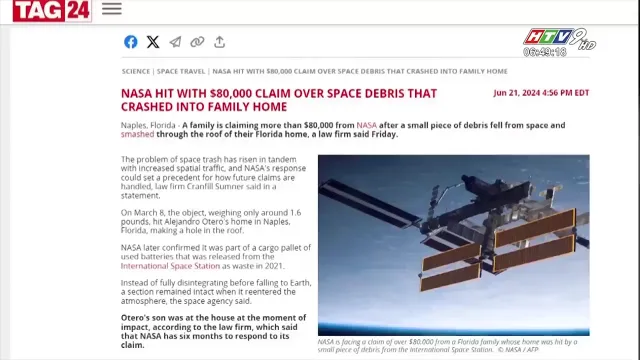 TAG24
HTV9 HD
06:49:18
SCIENCE | SPACE TRAVEL | NASA HIT WITH $80,000 CLAIM OVER SPACE DEBRIS THAT CRASHED INTO FAMILY HOME
NASA HIT WITH $80,000 CLAIM OVER SPACE DEBRIS THAT
CRASHED INTO FAMILY HOME
Jun 21, 2024 4:56 PM EDT
Naples, Florida - A family is claiming more than $80,000 from NASA after a small piece of debris fell from space and
smashed through the roof of their Florida home, a law firm said Friday.
The problem of space trash has risen in tandem
with increased spatial traffic, and NASA's response
could set a precedent for how future claims are
handled, law firm Cranfill Sumner said in a
statement.
On March 8, the object, weighing only around 1.6
pounds, hit Alejandro Otero's home in Naples,
Florida, making a hole in the roof.
NASA later confirmed it was part of a cargo pallet of
used batteries that was released from the
International Space Station as waste in 2021.
Instead of fully disintegrating before falling to Earth,
a section remained intact when it reentered the
atmosphere, the space agency said.
Otero's son was at the house at the moment of
impact, according to the law firm, which said
that NASA has six months to respond to its
claim.
NASA is facing a claim of over $80,000 from a Florida family whose home was hit by a
small piece of debris from the International Space Station. © NASA / AFP